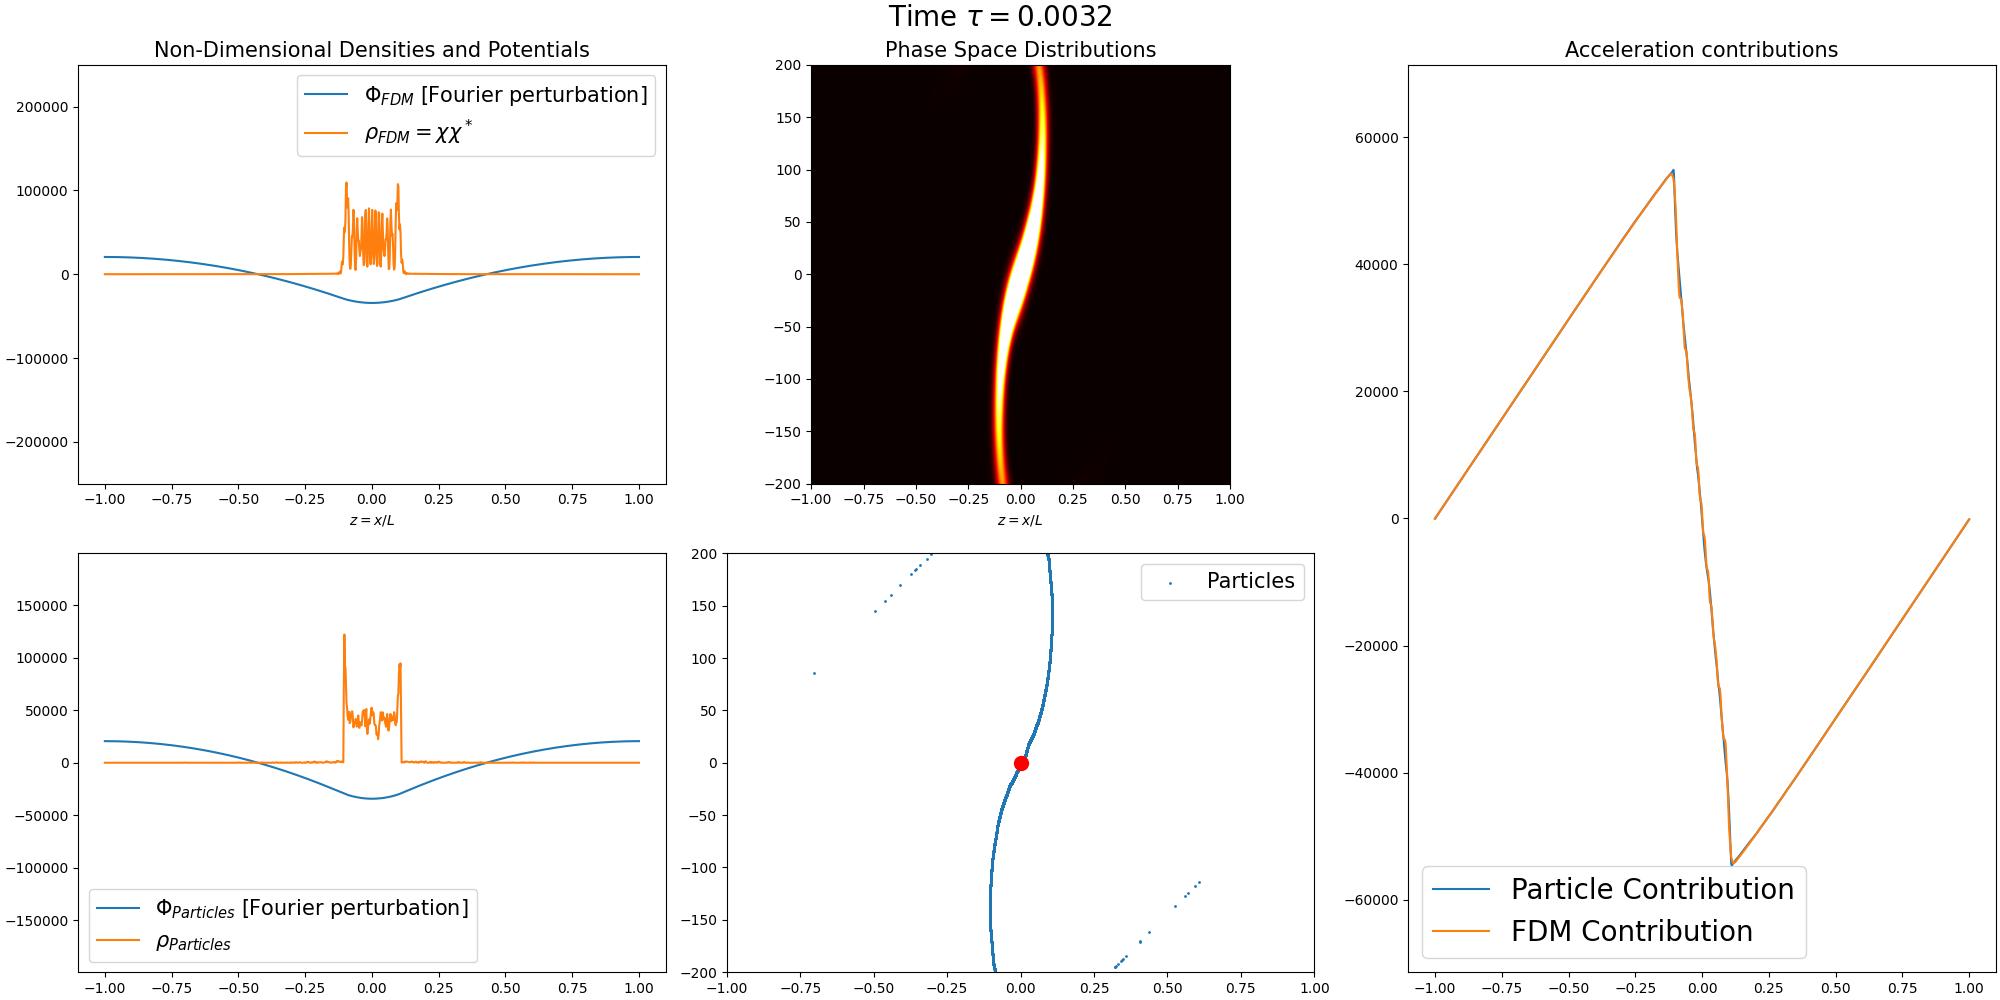 Time τ = 0.0032
Non-Dimensional Densities and Potentials
Φ_FDM [Fourier perturbation]
ρ_FDM = χχ*
200000
100000
0
−100000
−200000
−1.00 −0.75 −0.50 −0.25 0.00 0.25 0.50 0.75 1.00
z = x/L
Phase Space Distributions
200
150
100
50
0
−50
−100
−150
−200
−1.00 −0.75 −0.50 −0.25 0.00 0.25 0.50 0.75 1.00
z = x/L
Acceleration contributions
60000
40000
20000
0
−20000
−40000
−60000
Particle Contribution
FDM Contribution
−1.00 −0.75 −0.50 −0.25 0.00 0.25 0.50 0.75 1.00
150000
100000
50000
0
−50000
−100000
−150000
Φ_Particles [Fourier perturbation]
ρ_Particles
−1.00 −0.75 −0.50 −0.25 0.00 0.25 0.50 0.75 1.00
200
150
100
50
0
−50
−100
−150
−200
Particles
−1.00 −0.75 −0.50 −0.25 0.00 0.25 0.50 0.75 1.00